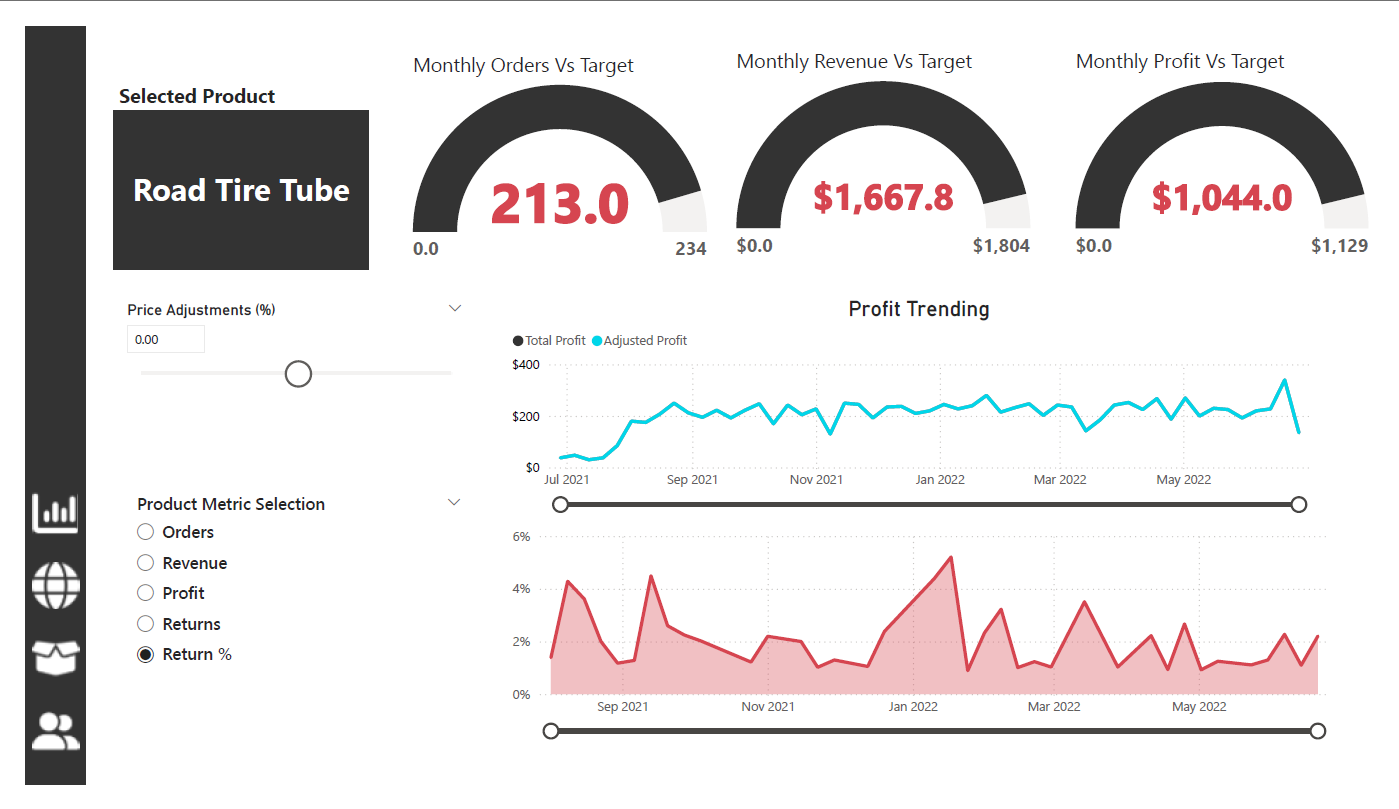 Selected Product
Road Tire Tube
Monthly Orders Vs Target
213.0
0.0
234
Monthly Revenue Vs Target
$1,667.8
$0.0
$1,804
Monthly Profit Vs Target
$1,044.0
$0.0
$1,129
Price Adjustments (%)
0.00
Profit Trending
Total Profit Adjusted Profit
$400
$200
$0
Jul 2021 Sep 2021 Nov 2021 Jan 2022 Mar 2022 May 2022
Product Metric Selection
Orders
Revenue
Profit
Returns
Return %
6%
4%
2%
0%
Sep 2021 Nov 2021 Jan 2022 Mar 2022 May 2022